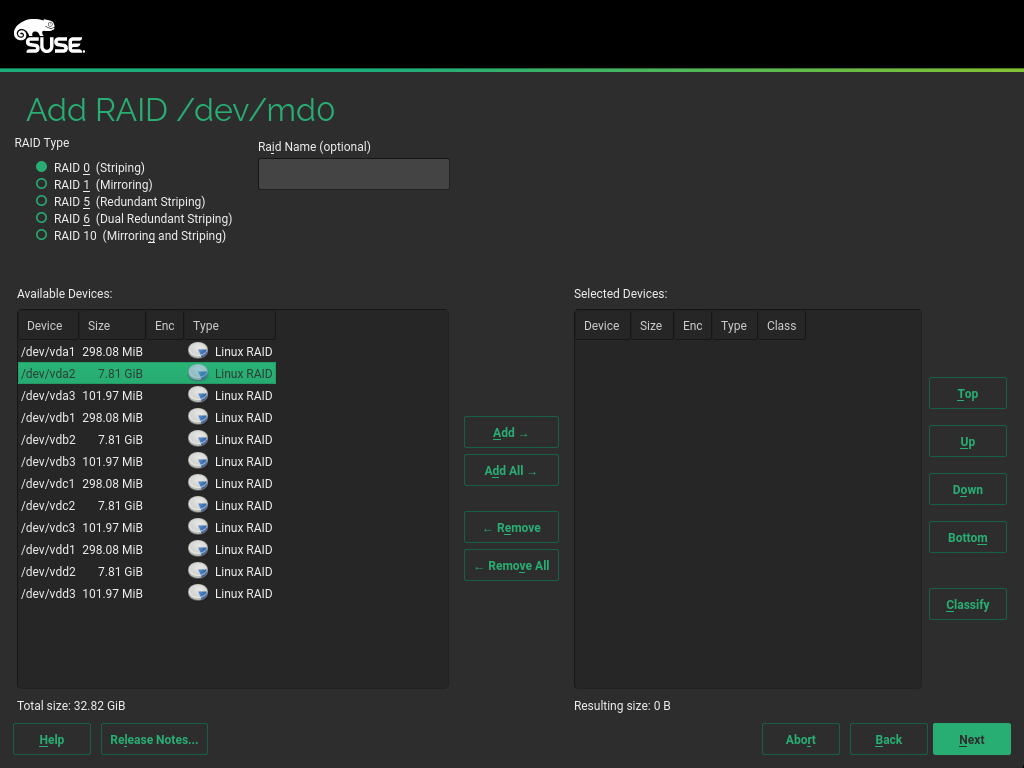 SUSE.
Add RAID /dev/md0
RAID Type
Raid Name (optional)
RAID 0 (Striping)
RAID 1 (Mirroring)
RAID 5 (Redundant Striping)
RAID 6 (Dual Redundant Striping)
RAID 10 (Mirroring and Striping)
Available Devices:
Device Size Enc Type
/dev/vda1 298.08 MiB Linux RAID
/dev/vda2 7.81 GiB Linux RAID
/dev/vda3 101.97 MiB Linux RAID
/dev/vdb1 298.08 MiB Linux RAID
/dev/vdb2 7.81 GiB Linux RAID
/dev/vdb3 101.97 MiB Linux RAID
/dev/vdc1 298.08 MiB Linux RAID
/dev/vdc2 7.81 GiB Linux RAID
/dev/vdc3 101.97 MiB Linux RAID
/dev/vdd1 298.08 MiB Linux RAID
/dev/vdd2 7.81 GiB Linux RAID
/dev/vdd3 101.97 MiB Linux RAID
Total size: 32.82 GiB
Add →
Add All →
← Remove
← Remove All
Selected Devices:
Device Size Enc Type Class
Resulting size: 0 B
Top
Up
Down
Bottom
Classify
Help Release Notes... Abort Back Next